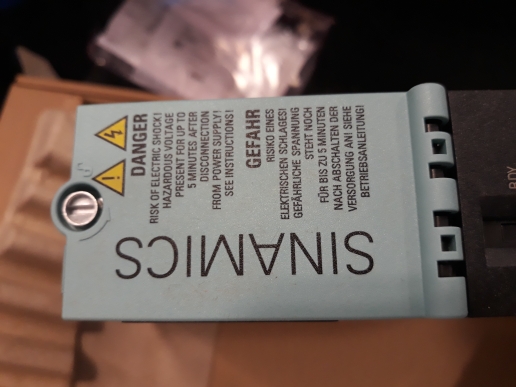 DANGER
RISK OF ELECTRIC SHOCK!
HAZARDOUS VOLTAGE
PRESENT FOR UP TO
5 MINUTES AFTER
DISCONNECTION
FROM POWER SUPPLY!
SEE INSTRUCTIONS!
GEFAHR
RISIKO EINES
ELEKTRISCHEN SCHLAGES!
GEFÄHRLICHE SPANNUNG
STEHT NOCH
FÜR BIS ZU 5 MINUTEN
NACH ABSCHALTEN DER
VERSORGUNG AN! SIEHE
BETRIEBSANLEITUNG!
SINAMICS
RDY